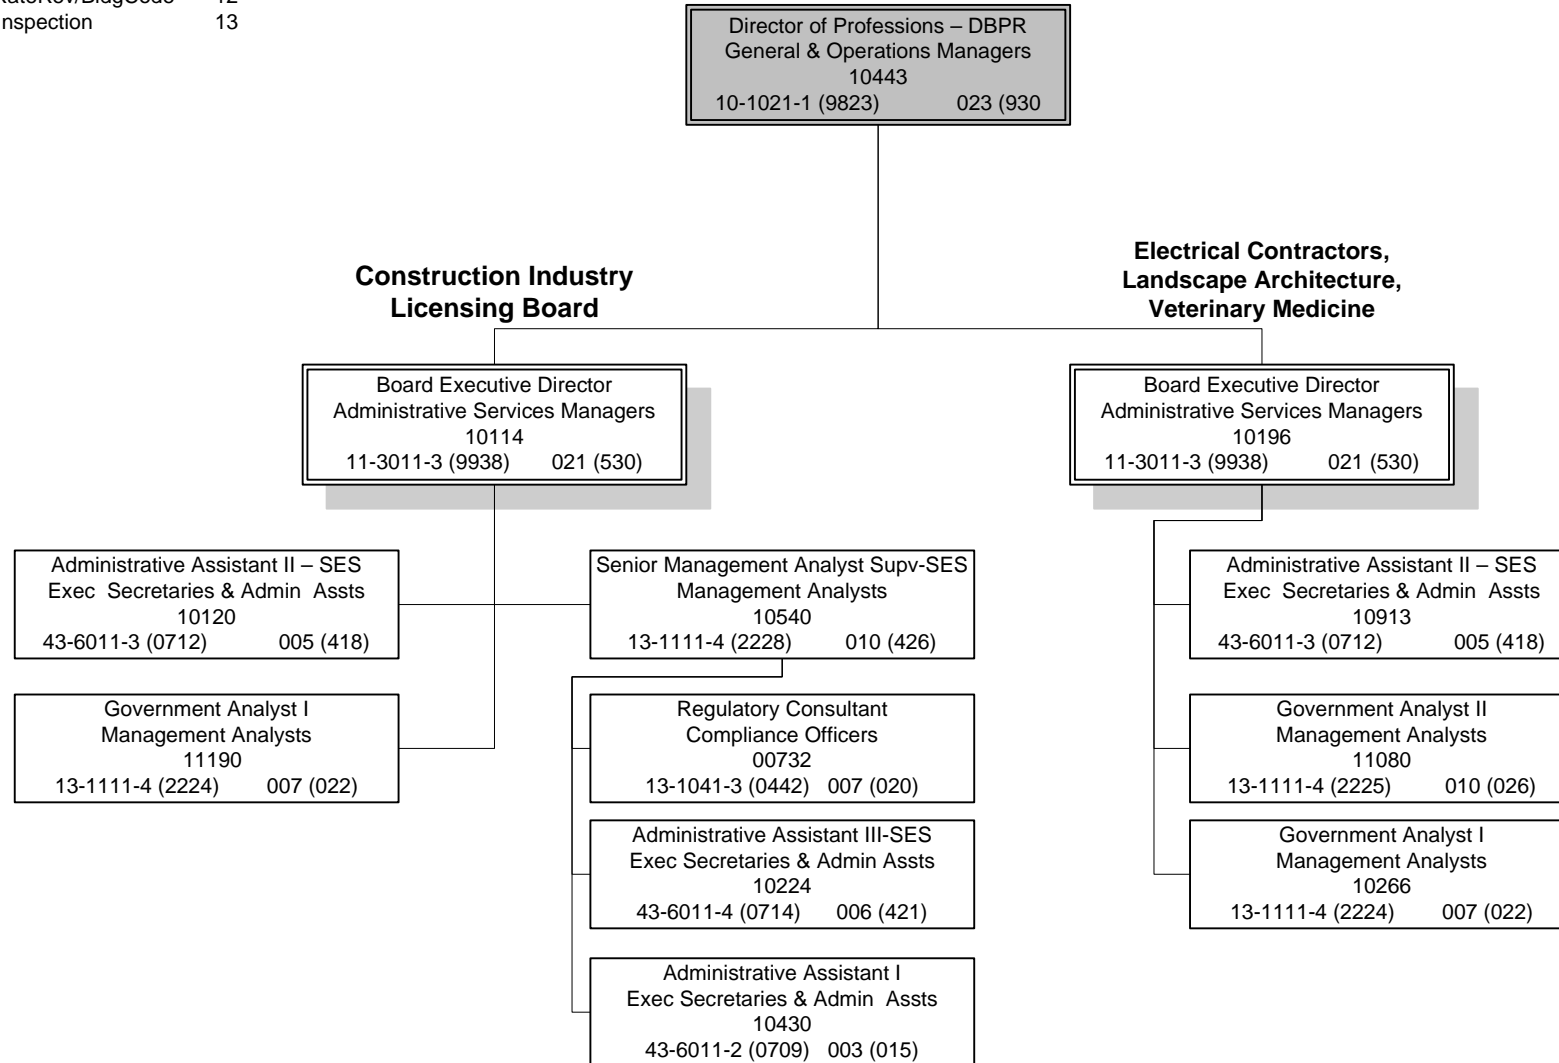 nspection 13
Director of Professions – DBPR
General & Operations Managers
10443
10-1021-1 (9823) 023 (930
Construction Industry
Licensing Board
Electrical Contractors,
Landscape Architecture,
Veterinary Medicine
Board Executive Director
Administrative Services Managers
10114
11-3011-3 (9938) 021 (530)
Board Executive Director
Administrative Services Managers
10196
11-3011-3 (9938) 021 (530)
Administrative Assistant II – SES
Exec Secretaries & Admin Assts
10120
43-6011-3 (0712) 005 (418)
Senior Management Analyst Supv-SES
Management Analysts
10540
13-1111-4 (2228) 010 (426)
Administrative Assistant II – SES
Exec Secretaries & Admin Assts
10913
43-6011-3 (0712) 005 (418)
Government Analyst I
Management Analysts
11190
13-1111-4 (2224) 007 (022)
Regulatory Consultant
Compliance Officers
00732
13-1041-3 (0442) 007 (020)
Government Analyst II
Management Analysts
11080
13-1111-4 (2225) 010 (026)
Administrative Assistant III-SES
Exec Secretaries & Admin Assts
10224
43-6011-4 (0714) 006 (421)
Government Analyst I
Management Analysts
10266
13-1111-4 (2224) 007 (022)
Administrative Assistant I
Exec Secretaries & Admin Assts
10430
43-6011-2 (0709) 003 (015)